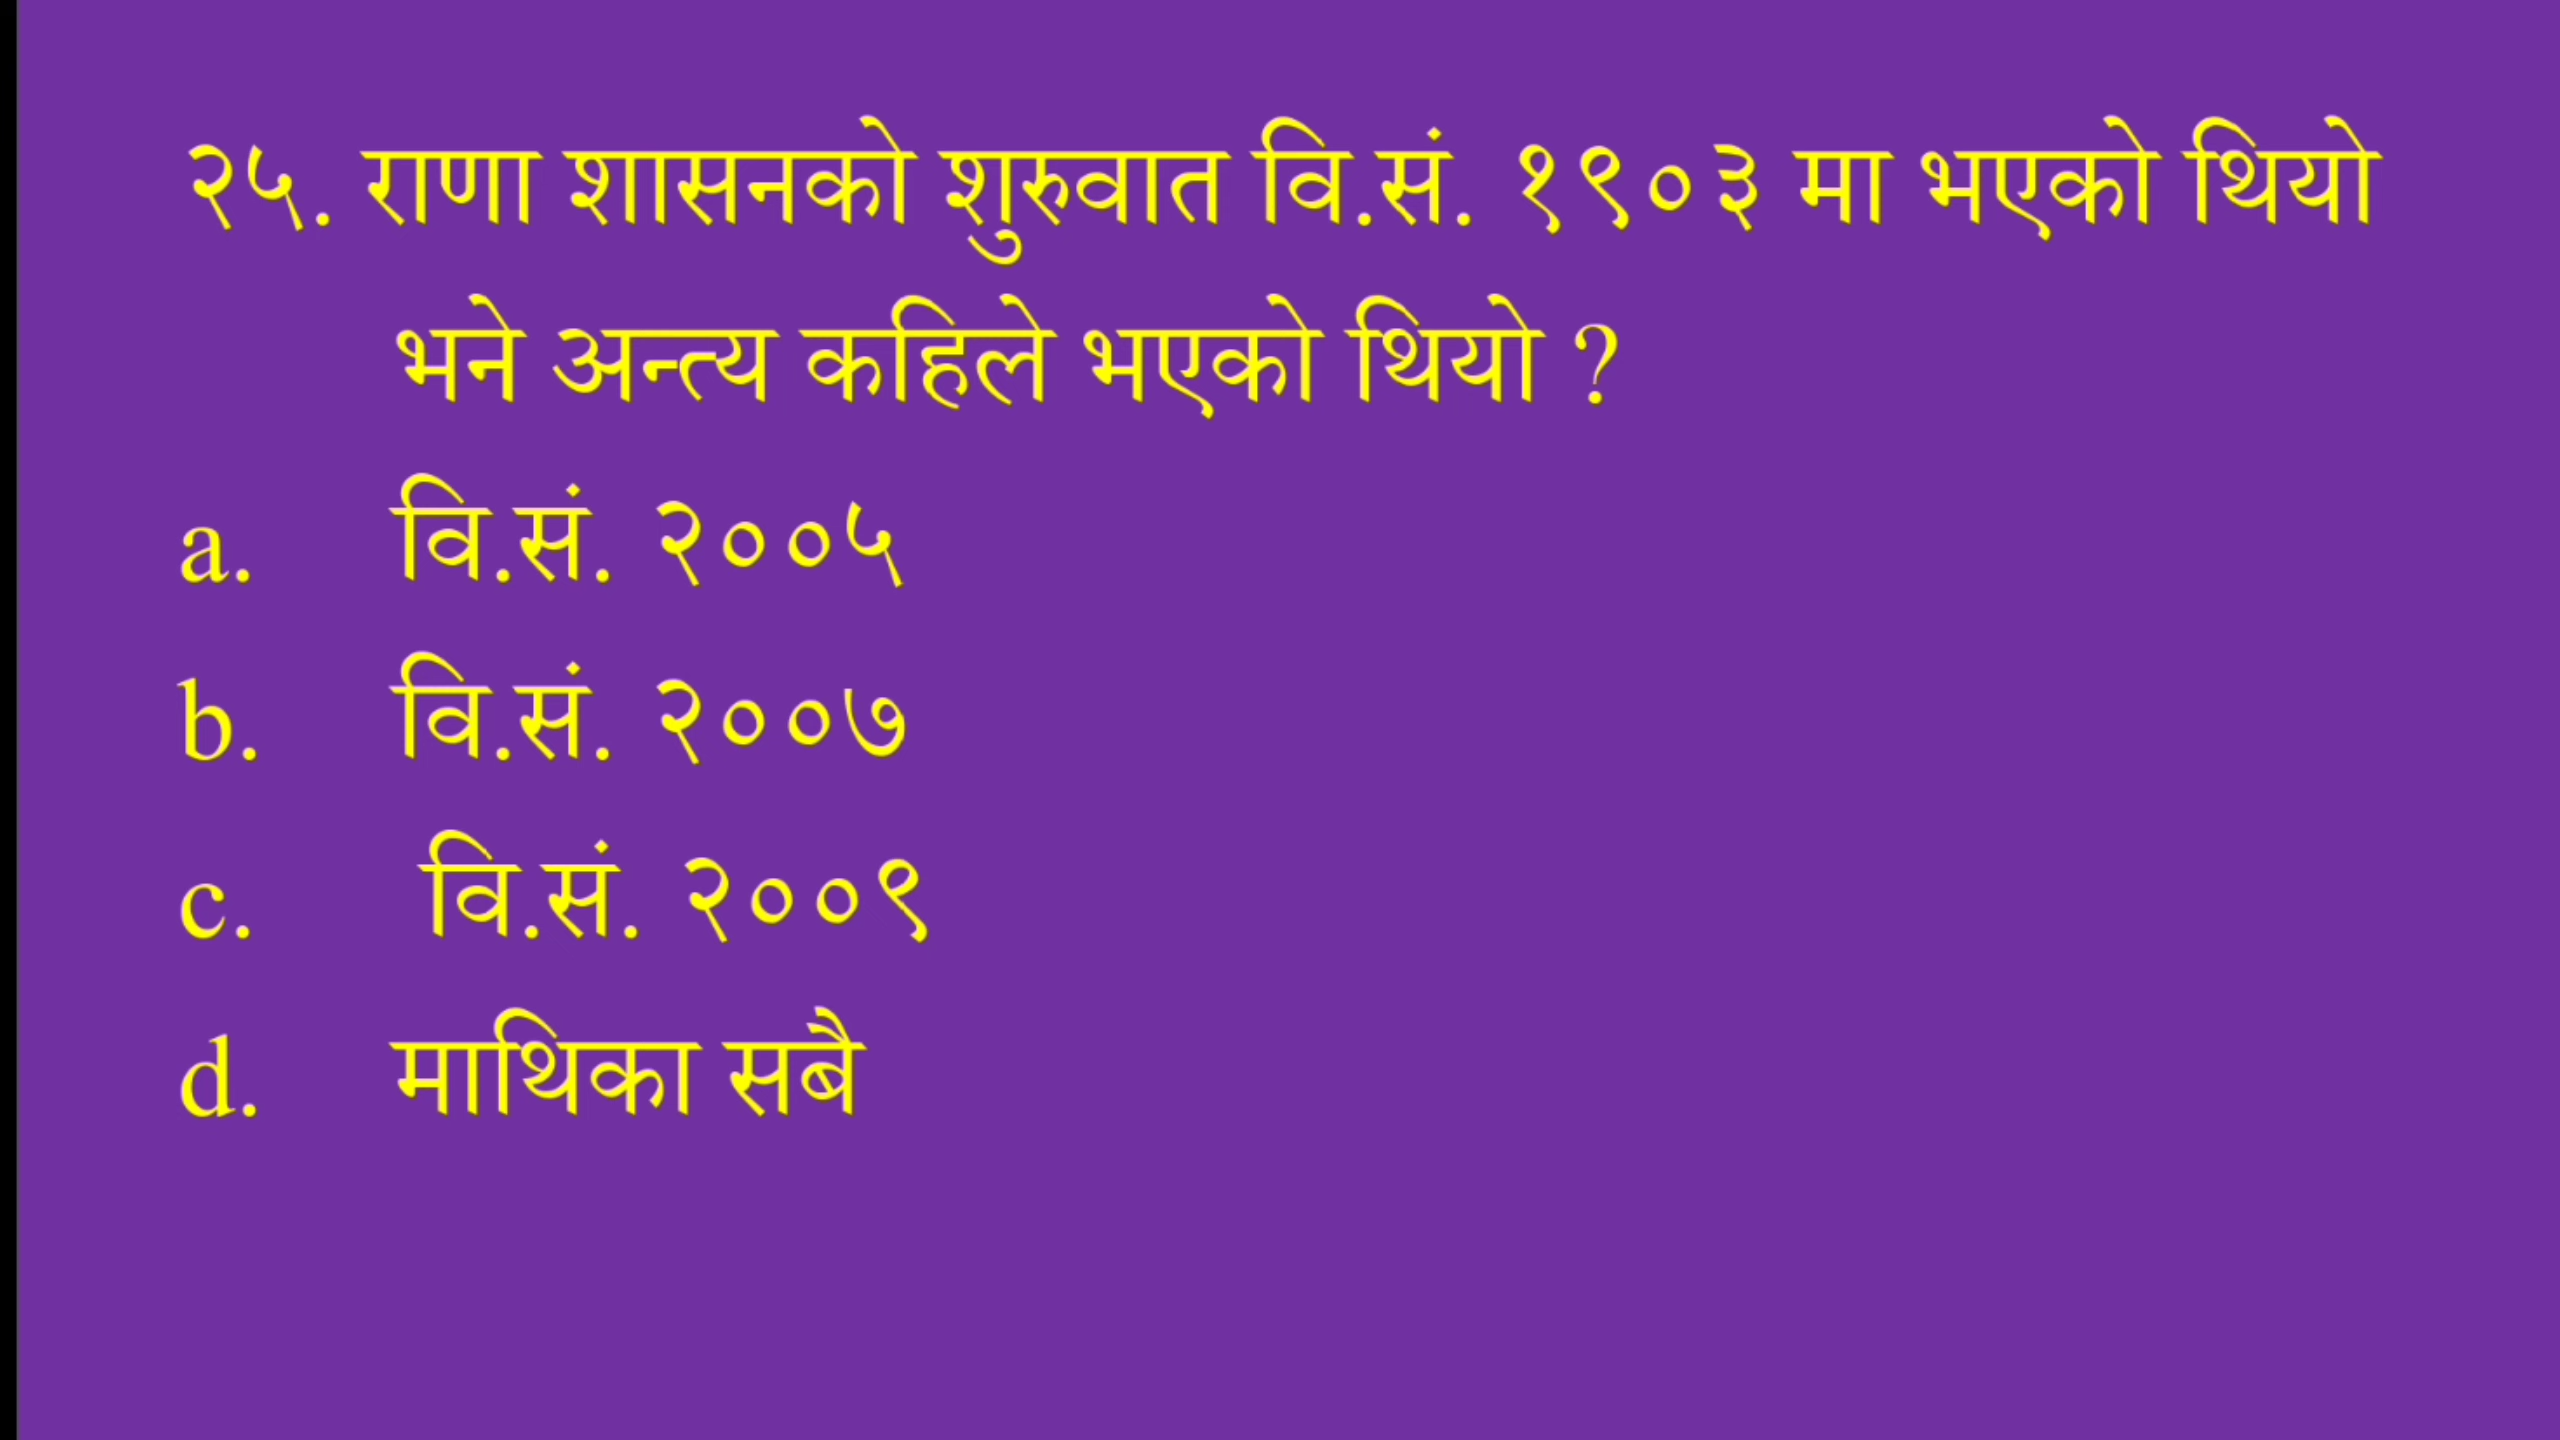 २५. राणा शासनको शुरुवात वि.सं. १९०३ मा भएको थियो
भने अन्त्य कहिले भएको थियो ?
a. वि.सं. २००५
b. वि.सं. २००७
c. वि.सं. २००९
d. माथिका सबै